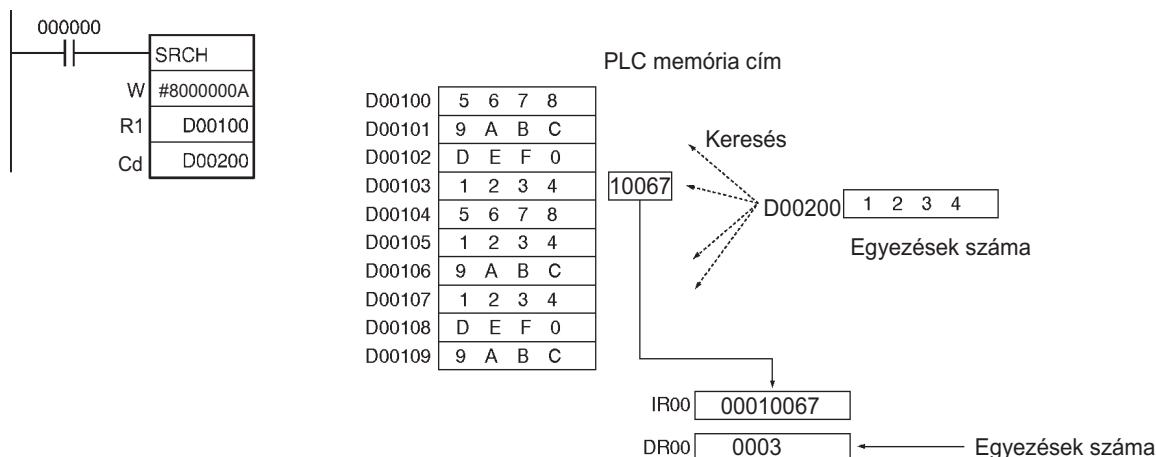 000000
SRCH
W #8000000A
R1 D00100
Cd D00200
PLC memória cím
D00100 5 6 7 8
D00101 9 A B C
D00102 D E F 0
D00103 1 2 3 4
D00104 5 6 7 8
D00105 1 2 3 4
D00106 9 A B C
D00107 1 2 3 4
D00108 D E F 0
D00109 9 A B C
10067
Keresés
D00200 1 2 3 4
Egyezések száma
IR00 00010067
DR00 0003 Egyezések száma